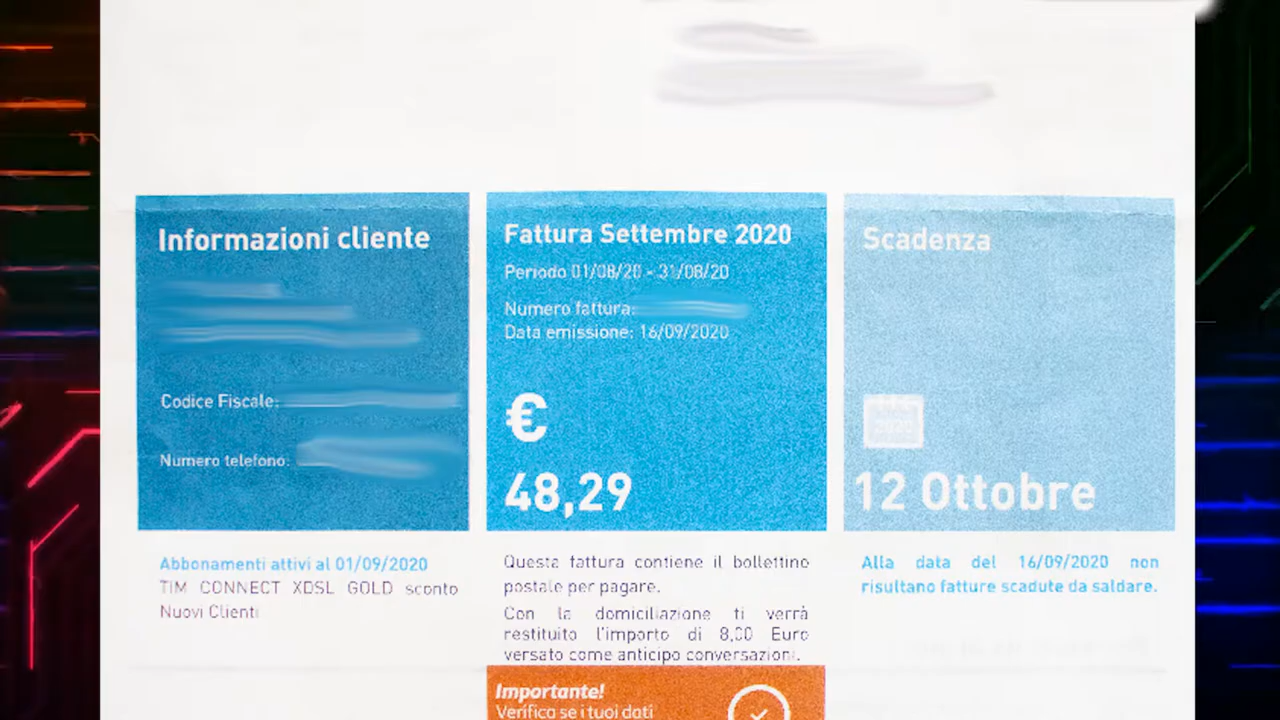 Informazioni cliente
Codice Fiscale:
Numero telefono:
Abbonamenti attivi al 01/09/2020
TIM CONNECT XDSL GOLD sconto
Nuovi Clienti
Fattura Settembre 2020
Periodo 01/08/20 - 31/08/20
Numero fattura:
Data emissione: 16/09/2020
€
48,29
Questa fattura contiene il bollettino
postale per pagare.
Con la domiciliazione ti verrà
restituito l'importo di 8,00 Euro
versato come anticipo conversazioni.
Importante!
Verifica se i tuoi dati
Scadenza
2020
12 Ottobre
Alla data del 16/09/2020 non
risultano fatture scadute da saldare.